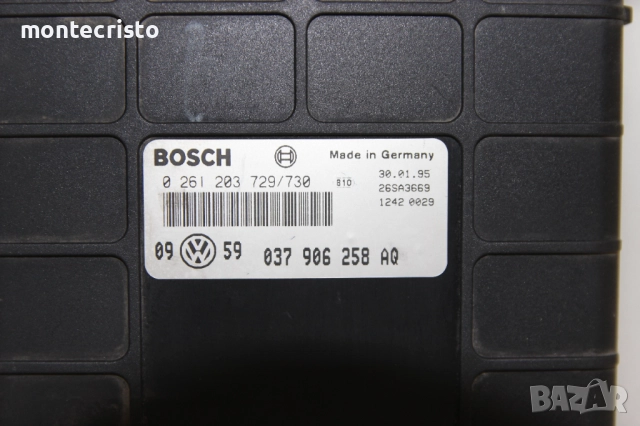 montecristo
BOSCH Made in Germany
0 261 203 729/730 810 30.01.95
26SA3669
1242 0029
09 VW 59 037 906 258 AQ
BAZAR